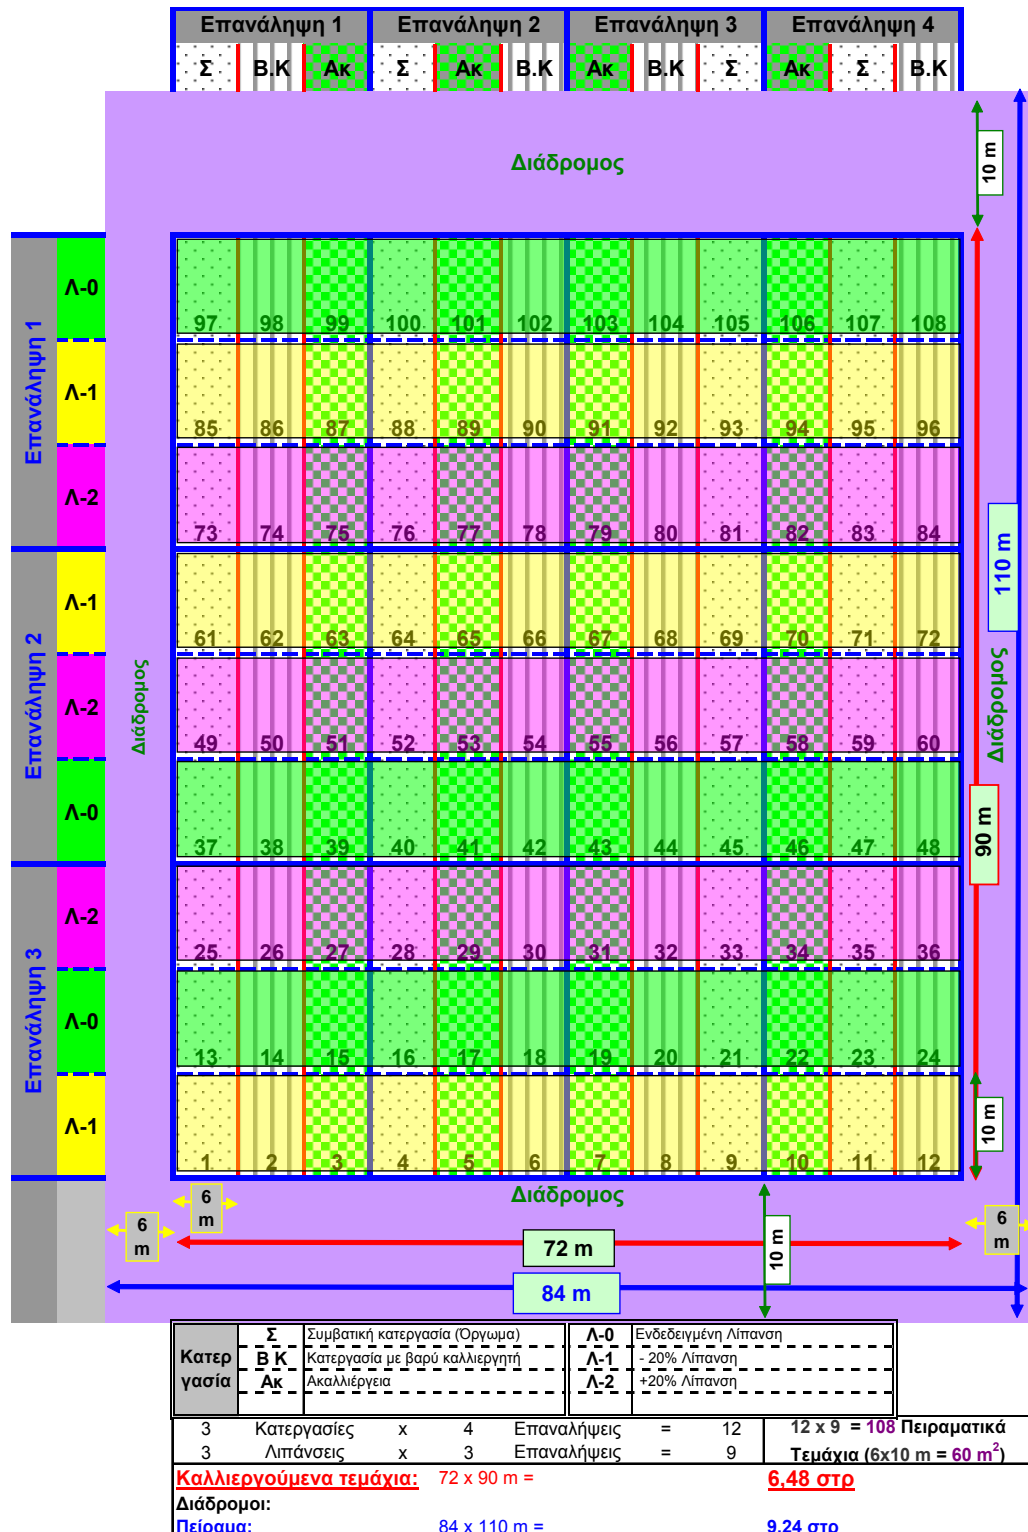 Επανάληψη 1 Επανάληψη 2 Επανάληψη 3 Επανάληψη 4
Σ Β.Κ Ακ Σ Ακ Β.Κ Ακ Β.Κ Σ Ακ Σ Β.Κ
Διάδρομος
10 m
Επανάληψη 1
Λ-0
97 98 99 100 101 102 103 104 105 106 107 108
Λ-1
85 86 87 88 89 90 91 92 93 94 95 96
Λ-2
73 74 75 76 77 78 79 80 81 82 83 84
110 m
Επανάληψη 2
Λ-1
61 62 63 64 65 66 67 68 69 70 71 72
Διάδρομος
Διάδρομος
Λ-2
49 50 51 52 53 54 55 56 57 58 59 60
Λ-0
37 38 39 40 41 42 43 44 45 46 47 48
90 m
Επανάληψη 3
Λ-2
25 26 27 28 29 30 31 32 33 34 35 36
Λ-0
13 14 15 16 17 18 19 20 21 22 23 24
Λ-1
1 2 3 4 5 6 7 8 9 10 11 12
10 m
Διάδρομος
6 m
6 m
6 m
10 m
72 m
84 m
Κατεργασία
Σ Συμβατική κατεργασία (Όργωμα) Λ-0 Ενδεδειγμένη Λίπανση
Β Κ Κατεργασία με βαρύ καλλιεργητή Λ-1 - 20% Λίπανση
Ακ Ακαλλιέργεια Λ-2 +20% Λίπανση
3 Κατεργασίες x 4 Επαναλήψεις = 12 12 x 9 = 108 Πειραματικά
3 Λιπάνσεις x 3 Επαναλήψεις = 9 Τεμάχια (6x10 m = 60 m²)
Καλλιεργούμενα τεμάχια: 72 x 90 m = 6,48 στρ
Διάδρομοι:
Πείραμα: 84 x 110 m = 9,24 στρ